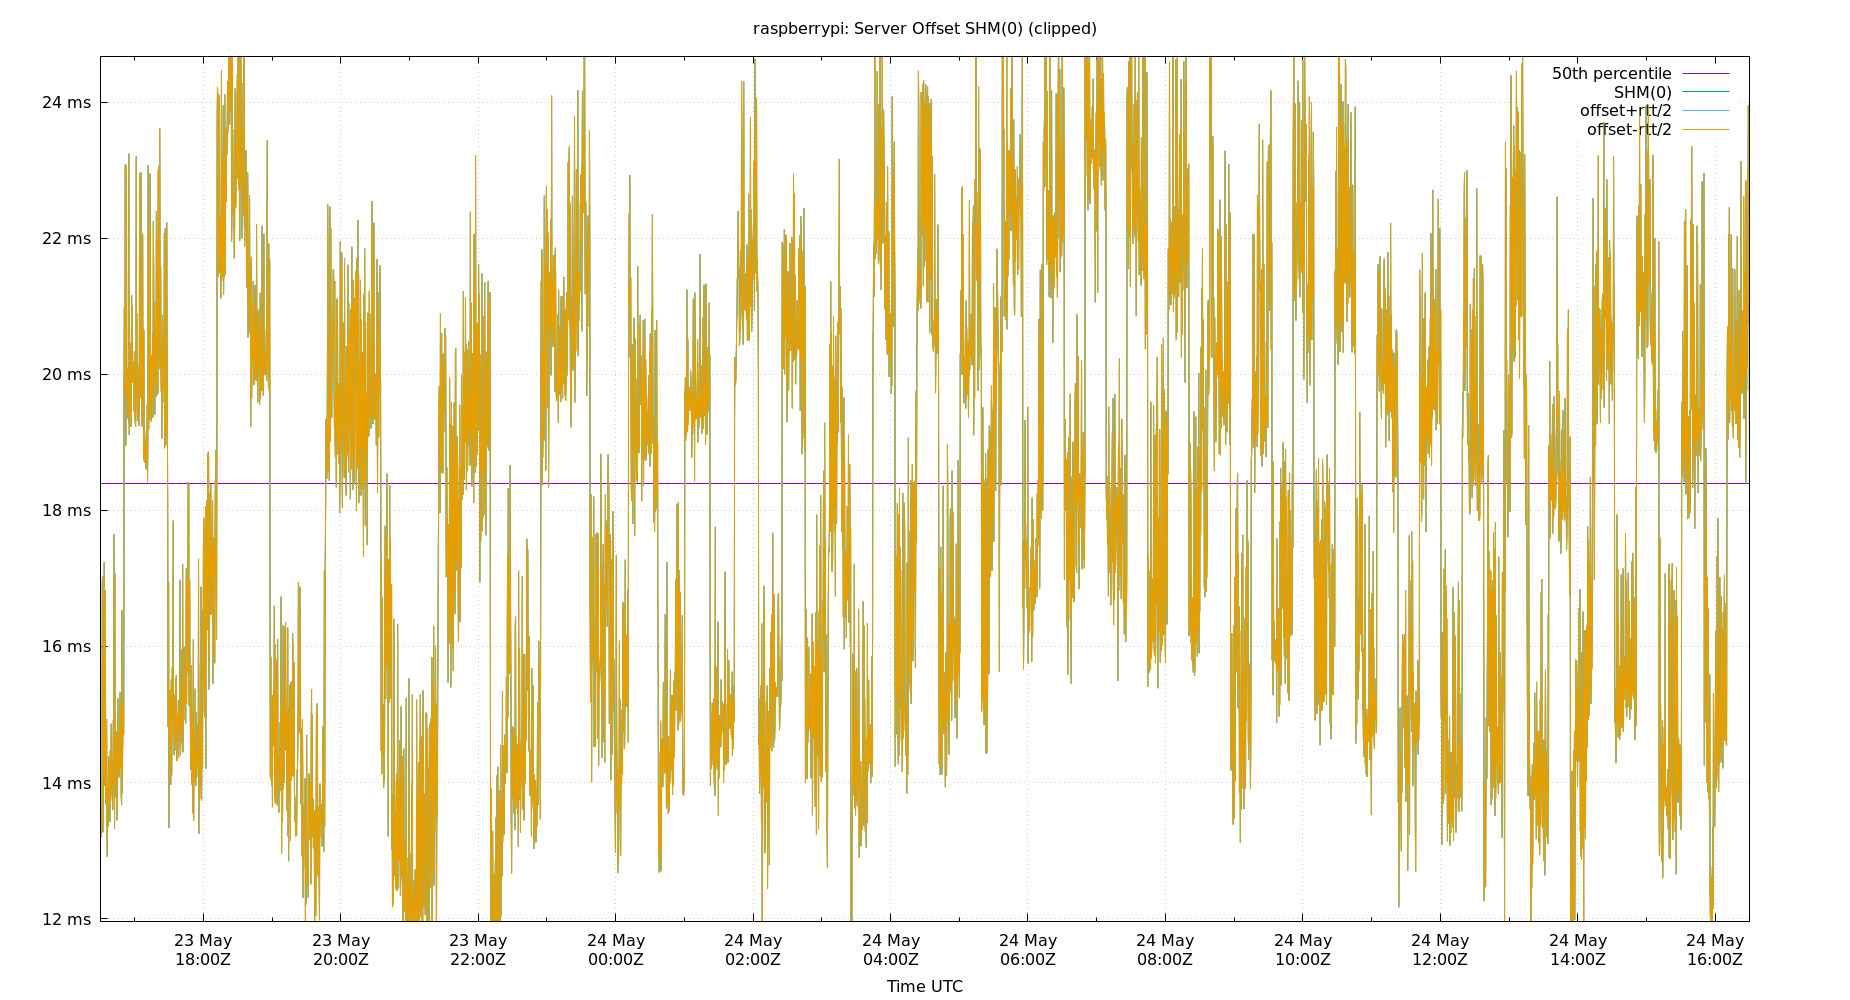 raspberrypi: Server Offset SHM(0) (clipped)
50th percentile
SHM(0)
offset+rtt/2
offset-rtt/2
24 ms
22 ms
20 ms
18 ms
16 ms
14 ms
12 ms
23 May 23 May 23 May 24 May 24 May 24 May 24 May 24 May 24 May 24 May 24 May 24 May
18:00Z 20:00Z 22:00Z 00:00Z 02:00Z 04:00Z 06:00Z 08:00Z 10:00Z 12:00Z 14:00Z 16:00Z
Time UTC